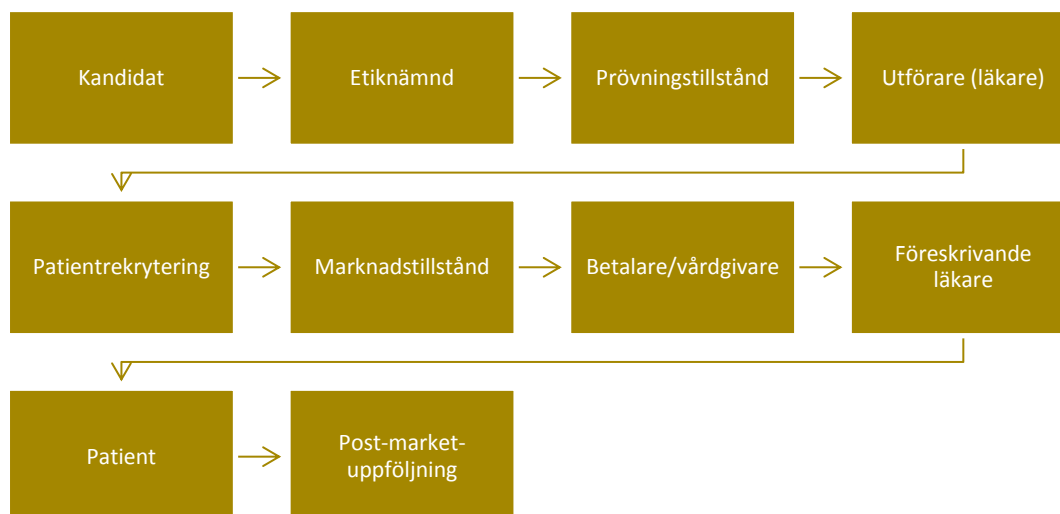 Kandidat
Etiknämnd
Prövningstillstånd
Utförare (läkare)
Patientrekrytering
Marknadstillstånd
Betalare/vårdgivare
Föreskrivande
läkare
Patient
Post-market-
uppföljning